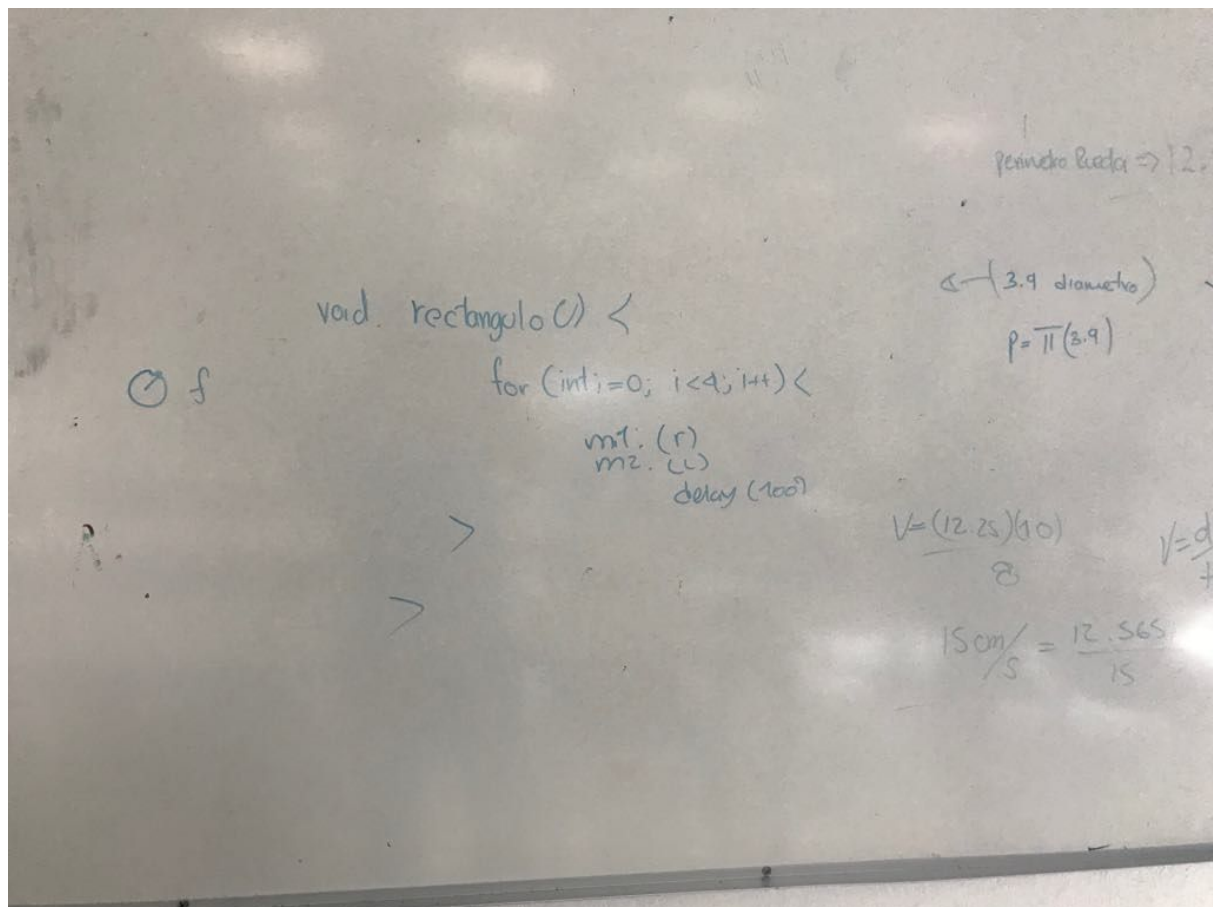 perimetro Rueda => 12.
(3.9 diametro)
P=π(3.9)
void. rectangulo() <
for (int i=0; i<4; i++) <
m1. (r)
m2. (L)
delay (100)
>
>
f
V=(12.25)(10)
8
V=d
t
15cm/s = 12.565
15